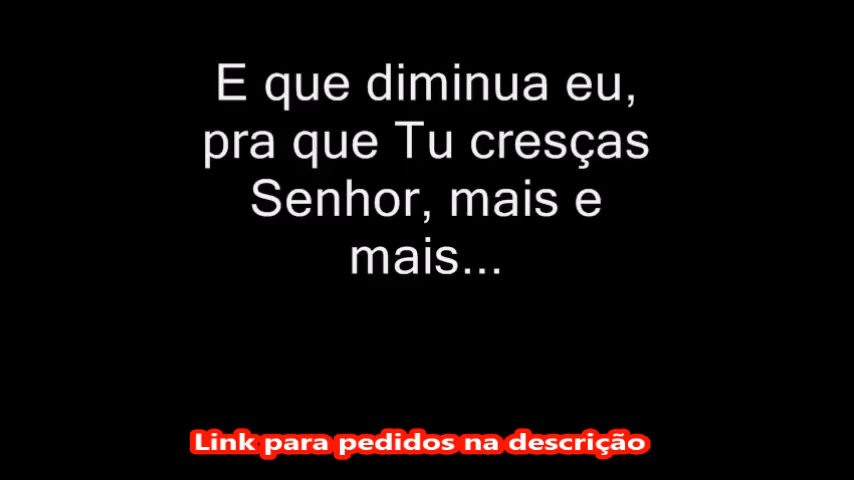 E que diminua eu,
pra que Tu cresças
Senhor, mais e
mais...
Link para pedidos na descrição